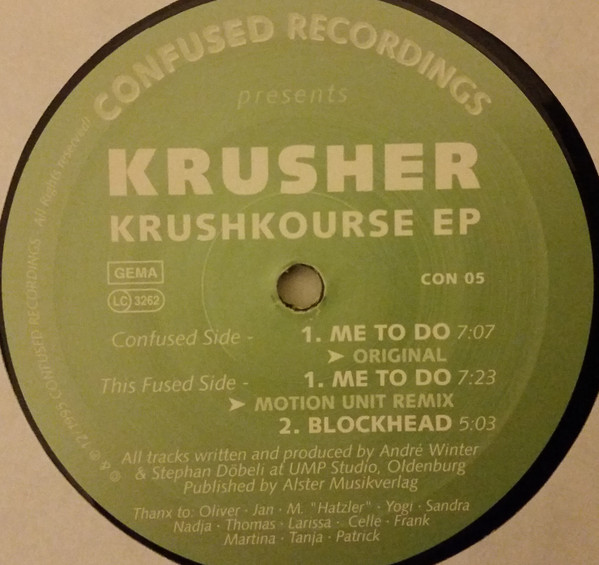 CONFUSED RECORDINGS
presents
KRUSHER
KRUSHKOURSE EP
GEMA
LC 3262
CON 05
Confused Side - 1. ME TO DO 7:07
➤ ORIGINAL
This Fused Side - 1. ME TO DO 7:23
➤ MOTION UNIT REMIX
2. BLOCKHEAD 5:03
All tracks written and produced by André Winter
& Stephan Döbeli at UMP Studio, Oldenburg
Published by Alster Musikverlag
Thanx to: Oliver · Jan · M. "Hatzler" · Yogi · Sandra
Nadja · Thomas · Larissa · Celle · Frank
Martina · Tanja · Patrick
© & ℗ 12/1995 CONFUSED RECORDINGS - All Rights reserved!